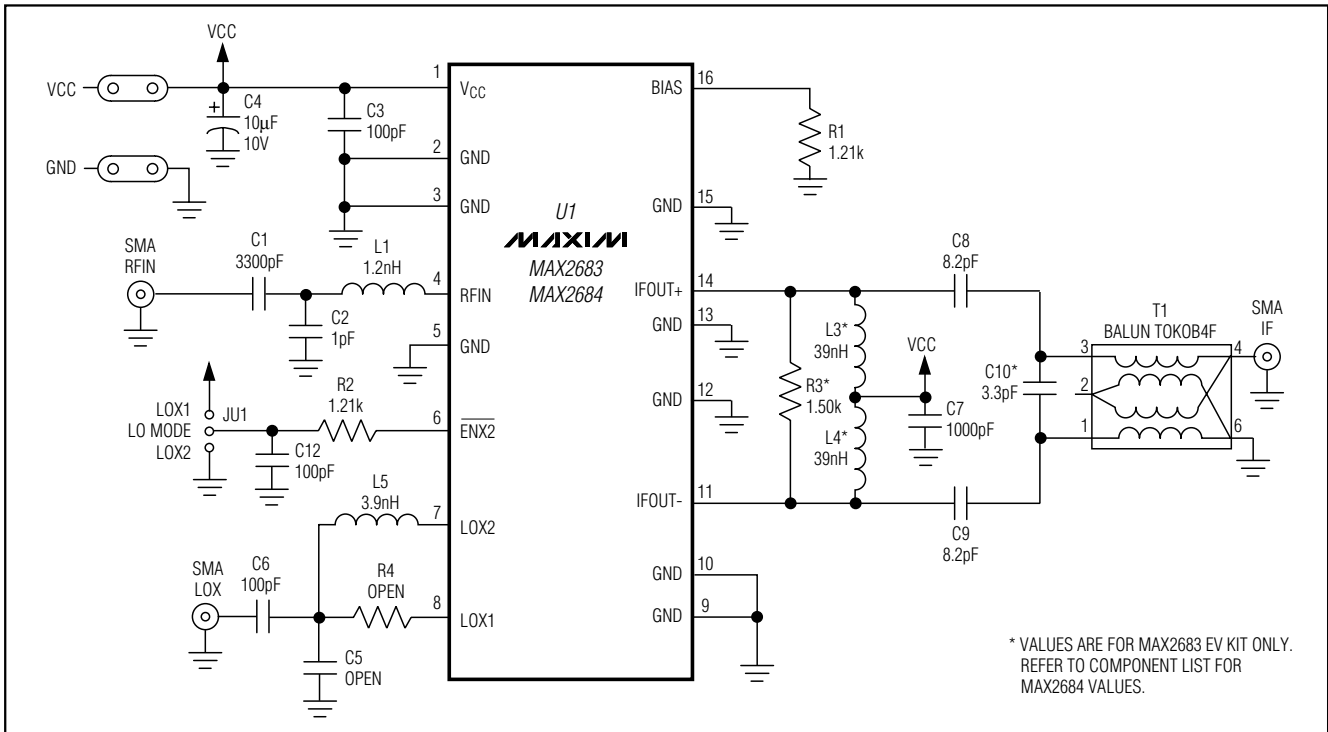 VCC
VCC
C4
+
10µF
10V
C3
100pF
GND
1
VCC
2
GND
3
GND
SMA
RFIN
C1
3300pF
L1
1.2nH
C2
1pF
4
RFIN
5
GND
LOX1
LO MODE
LOX2
JU1
R2
1.21k
C12
100pF
6
ENX2
L5
3.9nH
7
LOX2
SMA
LOX
C6
100pF
R4
OPEN
8
LOX1
C5
OPEN
U1
MAXIM
MAX2683
MAX2684
BIAS
16
R1
1.21k
GND
15
IFOUT+
14
GND
13
GND
12
IFOUT-
11
GND
10
GND
9
R3*
1.50k
L3*
39nH
L4*
39nH
VCC
C7
1000pF
C8
8.2pF
C9
8.2pF
C10*
3.3pF
T1
BALUN TOKOB4F
3
2
1
4
6
SMA
IF
* VALUES ARE FOR MAX2683 EV KIT ONLY.
REFER TO COMPONENT LIST FOR
MAX2684 VALUES.